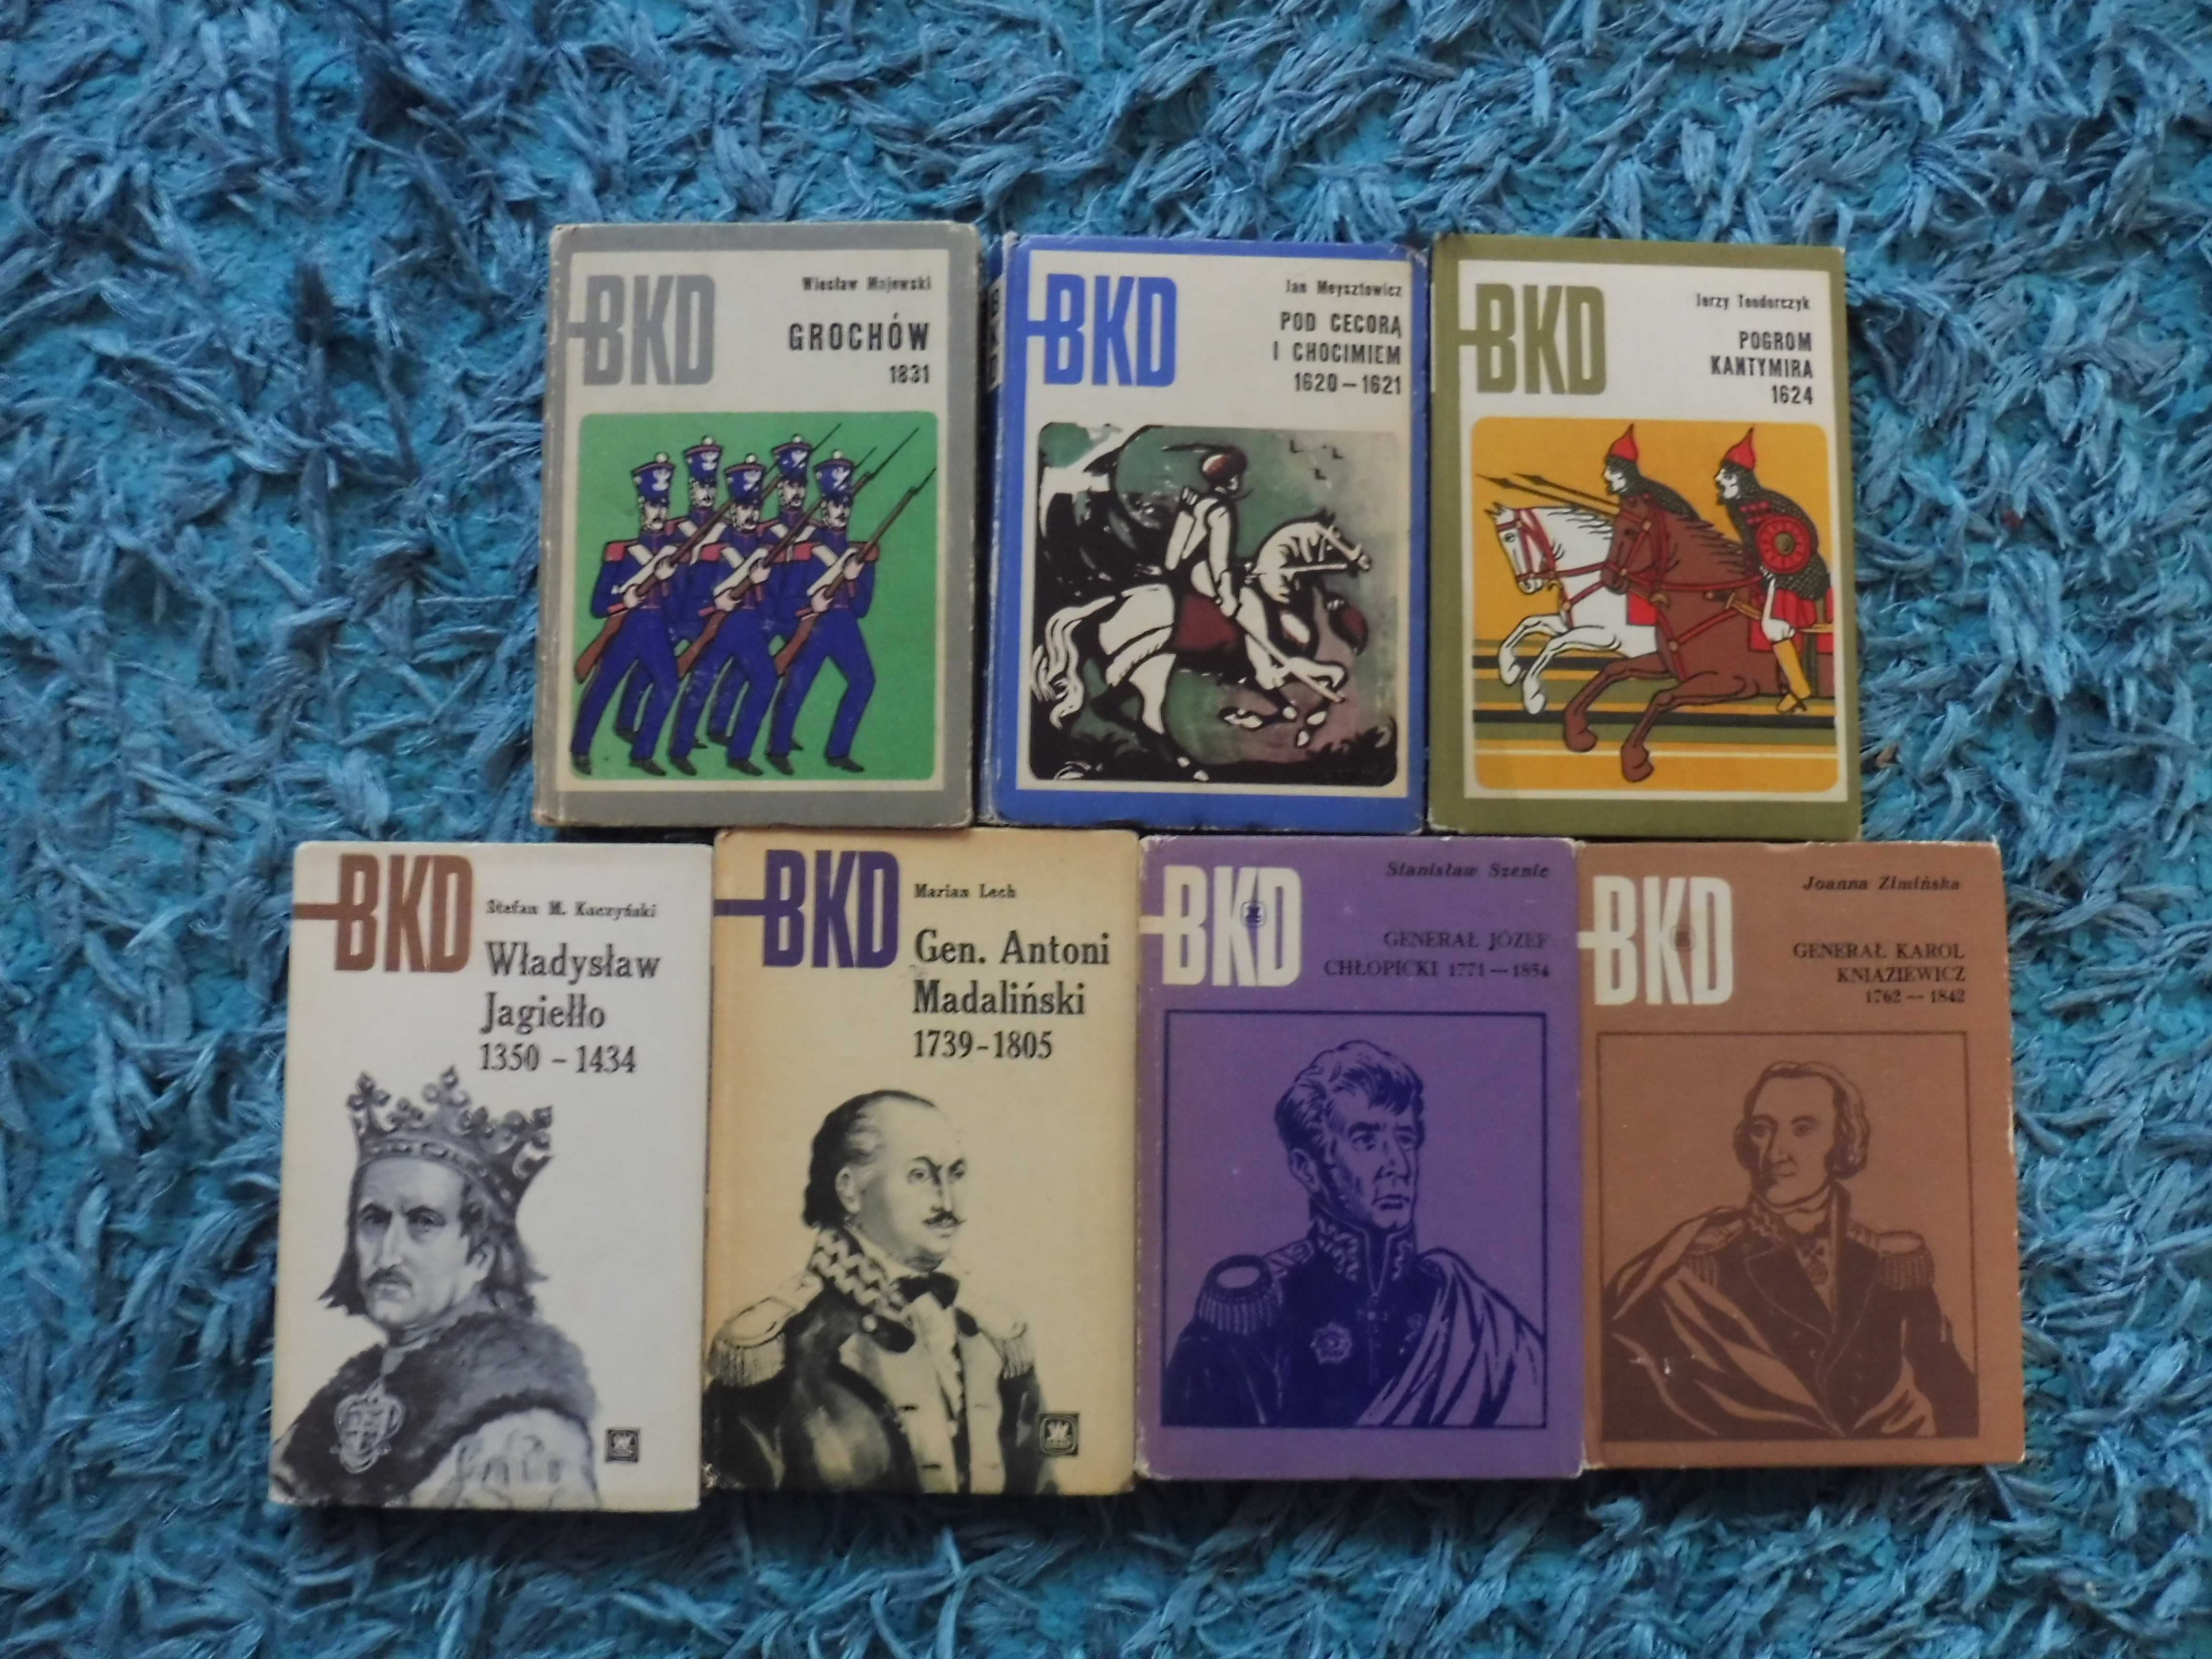 BKD
Wiesław Majewski
GROCHÓW
1831
BKD
BKD
Jan Meysztowicz
POD CECORĄ
I CHOCIMIEM
1620-1621
BKD
Jerzy Teodorczyk
POGROM
KANTYMIRA
1624
BKD
Stefan M. Kuczyński
Władysław
Jagiełło
1350 - 1434
BKD
Marian Lech
Gen. Antoni
Madaliński
1739-1805
BKD
Stanisław Szenic
GENERAŁ JÓZEF
CHŁOPICKI 1771-1854
BKD
Joanna Zimińska
GENERAŁ KAROL
KNIAZIEWICZ
1762-1842